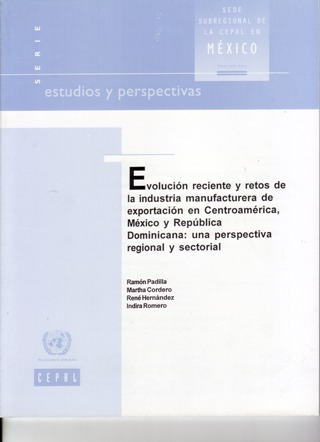 SERIE
SEDE
SUBREGIONAL DE
LA CEPAL EN
MÉXICO
estudios y perspectivas
Evolución reciente y retos de
la industria manufacturera de
exportación en Centroamérica,
México y República
Dominicana: una perspectiva
regional y sectorial
Ramón Padilla
Martha Cordero
René Hernández
Indira Romero
CEPAL